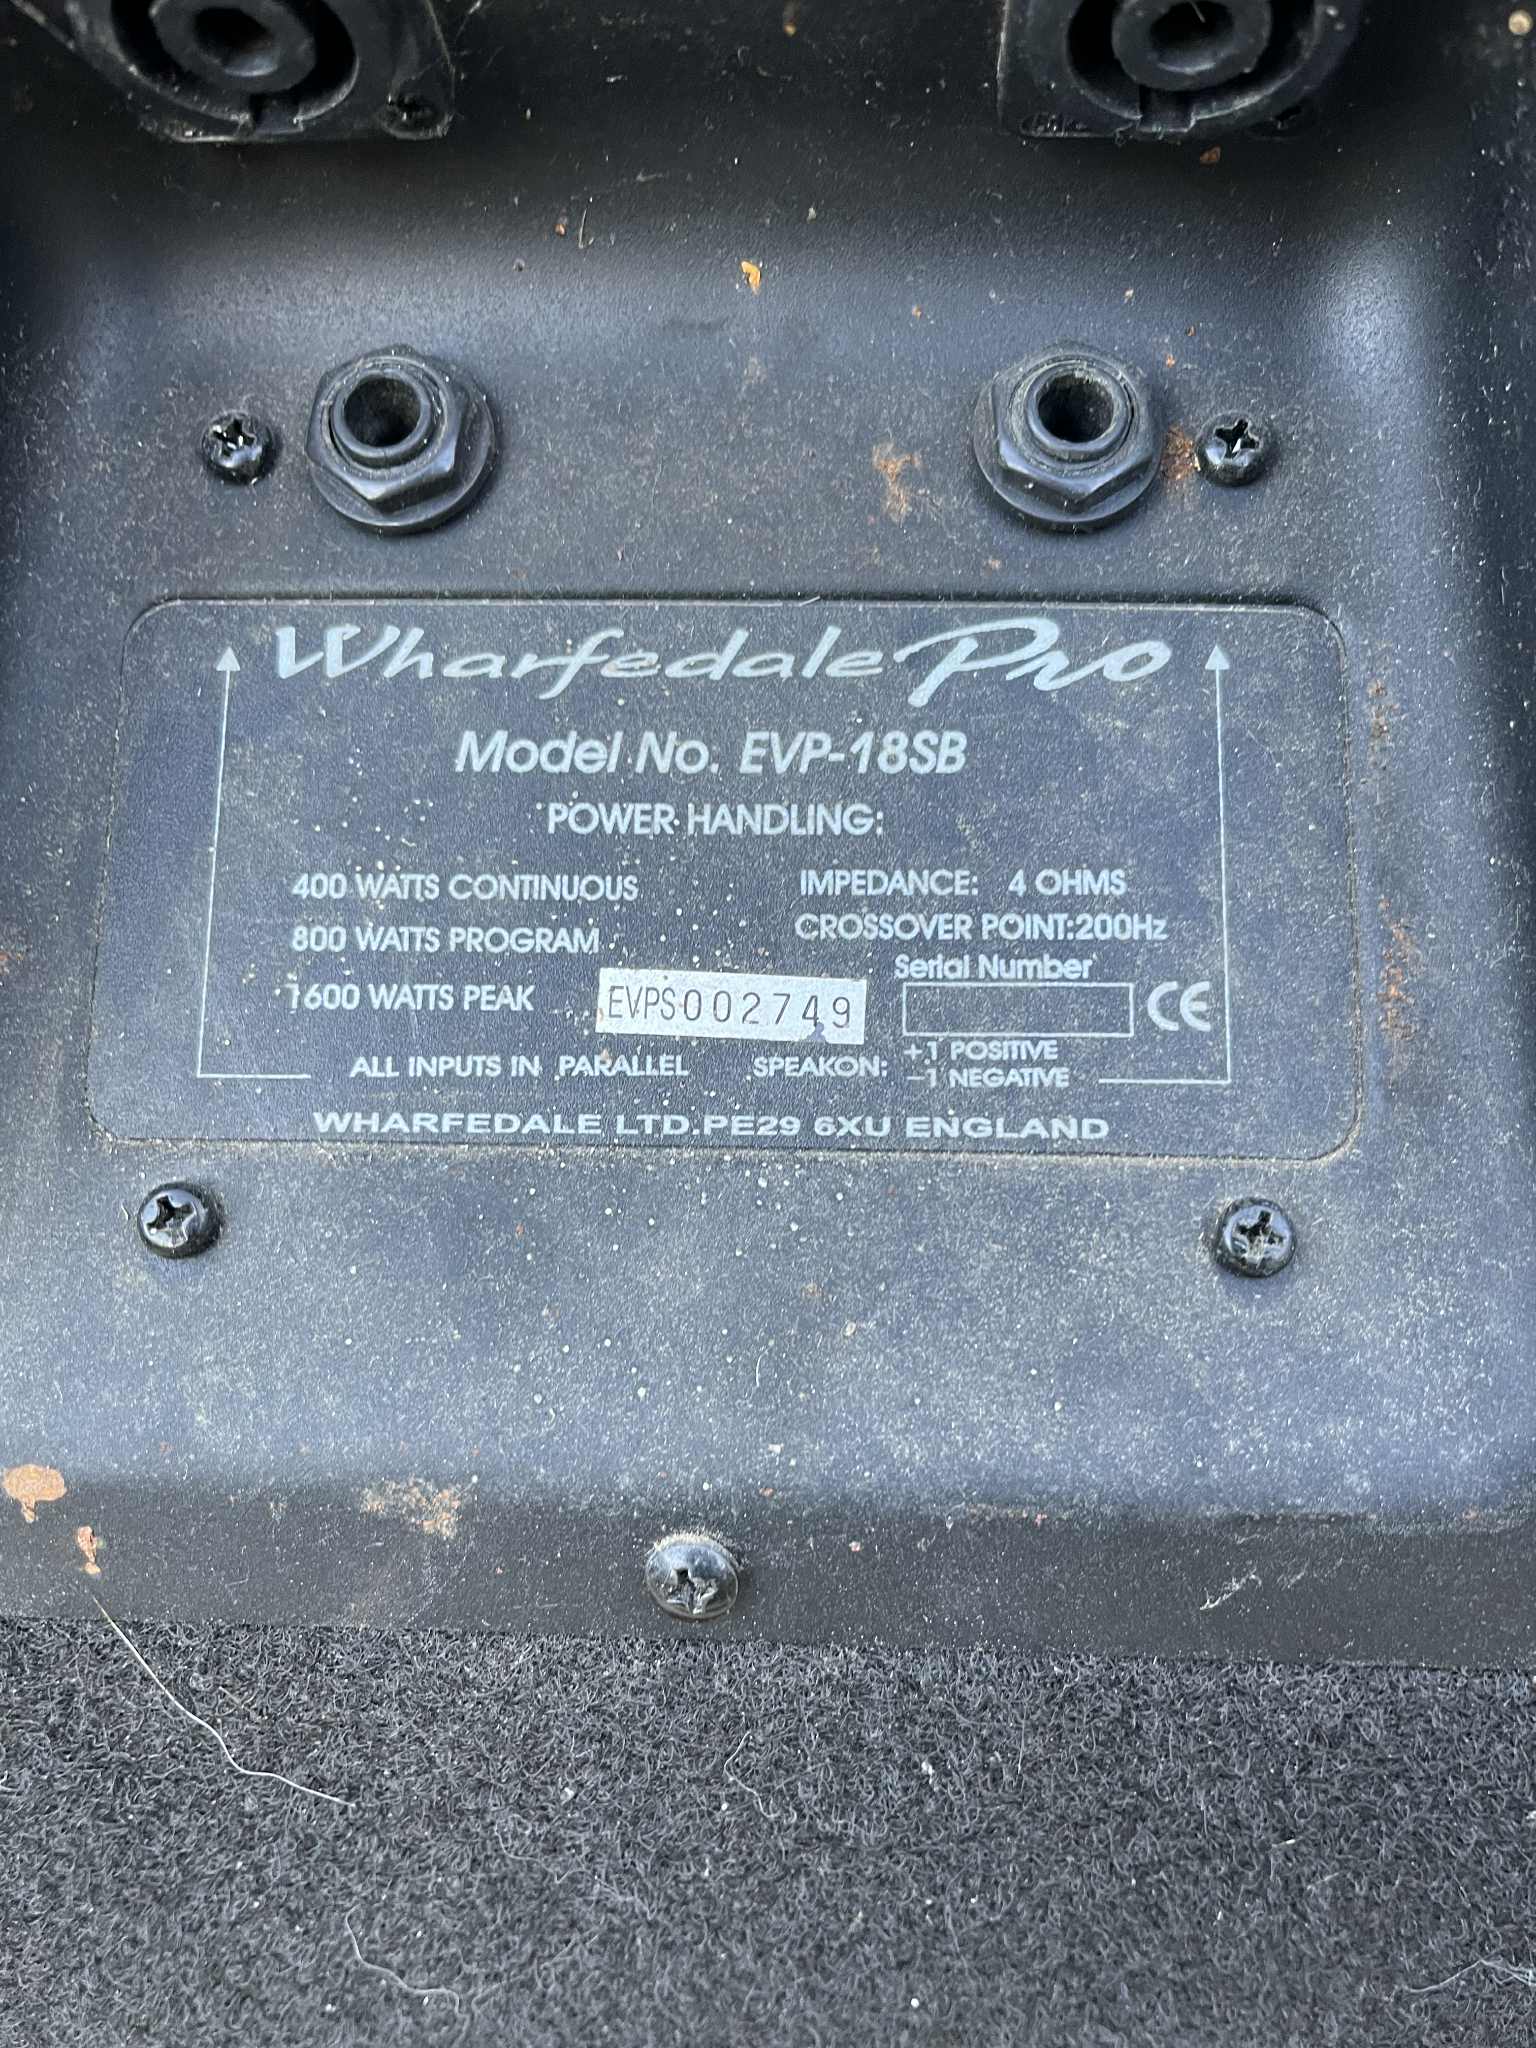 Wharfedale Pro
Model No. EVP-18SB
POWER HANDLING:
400 WATTS CONTINUOUS
800 WATTS PROGRAM
1600 WATTS PEAK
IMPEDANCE: 4 OHMS
CROSSOVER POINT:200Hz
Serial Number
EVPS002749
CE
ALL INPUTS IN PARALLEL
SPEAKON: +1 POSITIVE
−1 NEGATIVE
WHARFEDALE LTD.PE29 6XU ENGLAND